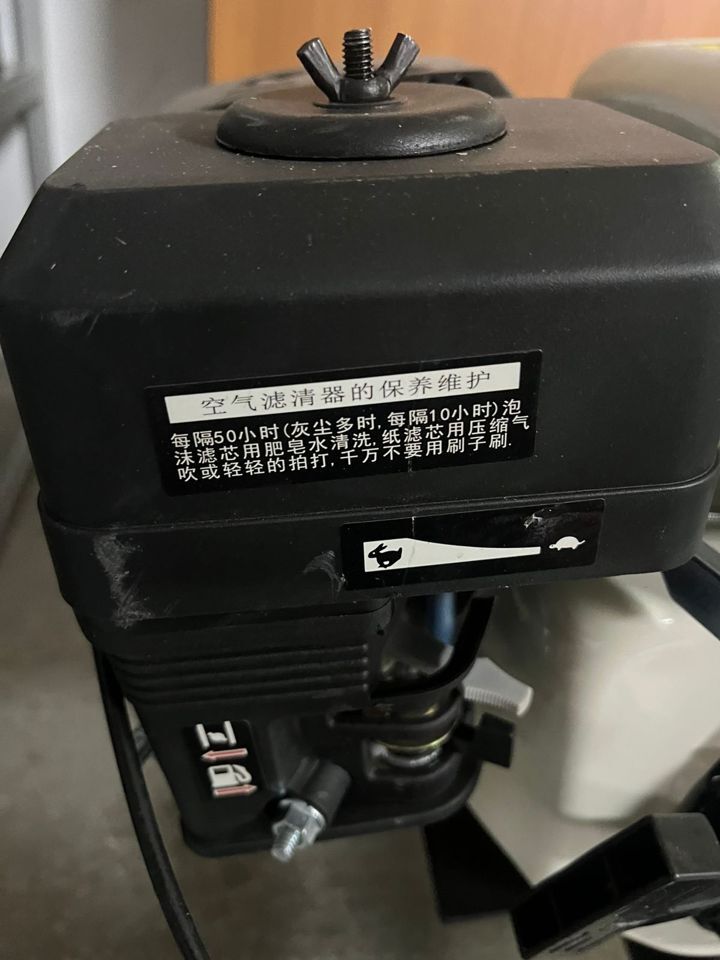 空气滤清器的保养维护
每隔50小时(灰尘多时,每隔10小时)泡
沫滤芯用肥皂水清洗.纸滤芯用压缩气
吹或轻轻的拍打,千万不要用刷子刷.